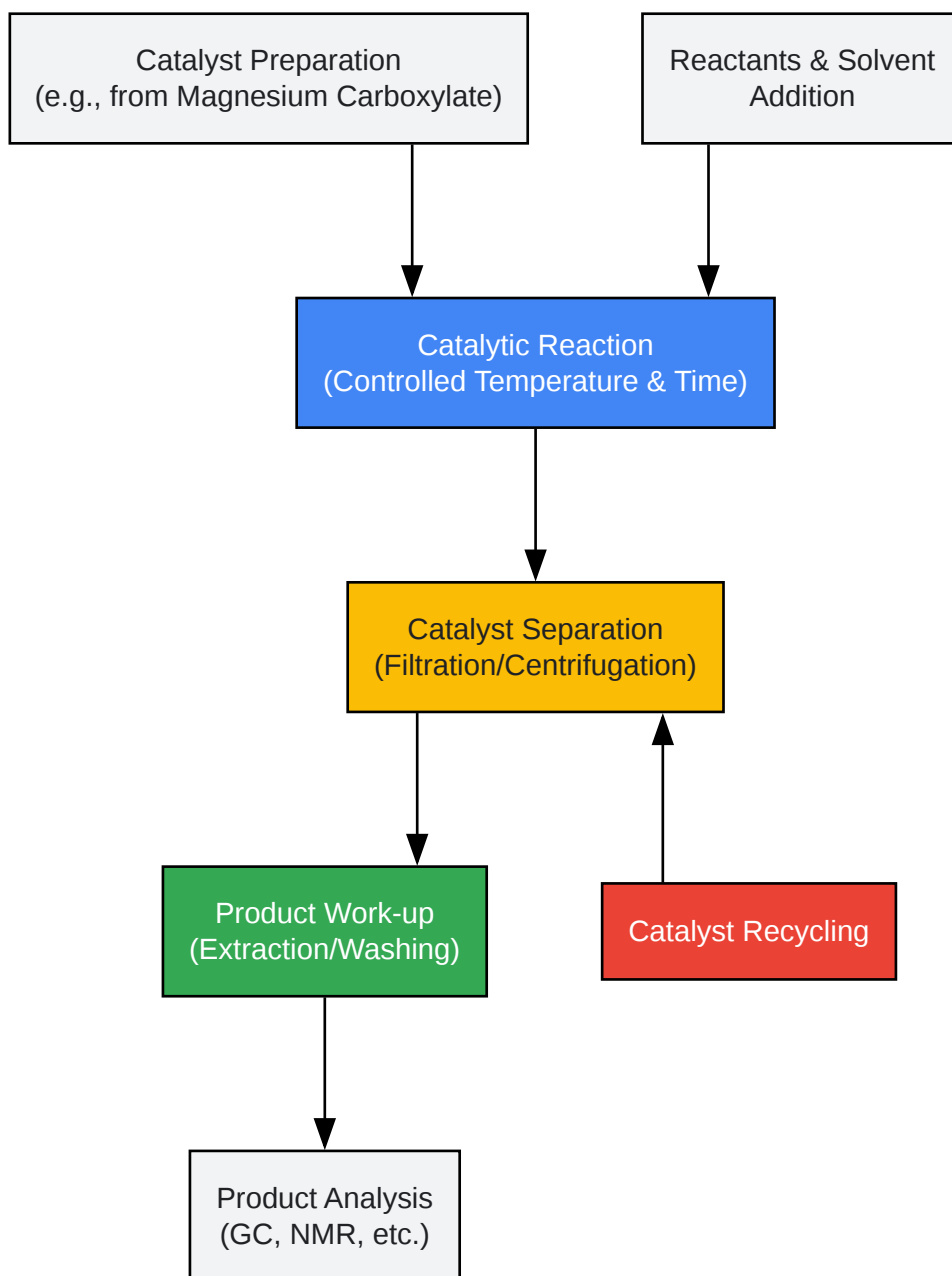 Catalyst Preparation
(e.g., from Magnesium Carboxylate)
Reactants & Solvent
Addition
Catalytic Reaction
(Controlled Temperature & Time)
Catalyst Separation
(Filtration/Centrifugation)
Product Work-up
(Extraction/Washing)
Catalyst Recycling
Product Analysis
(GC, NMR, etc.)